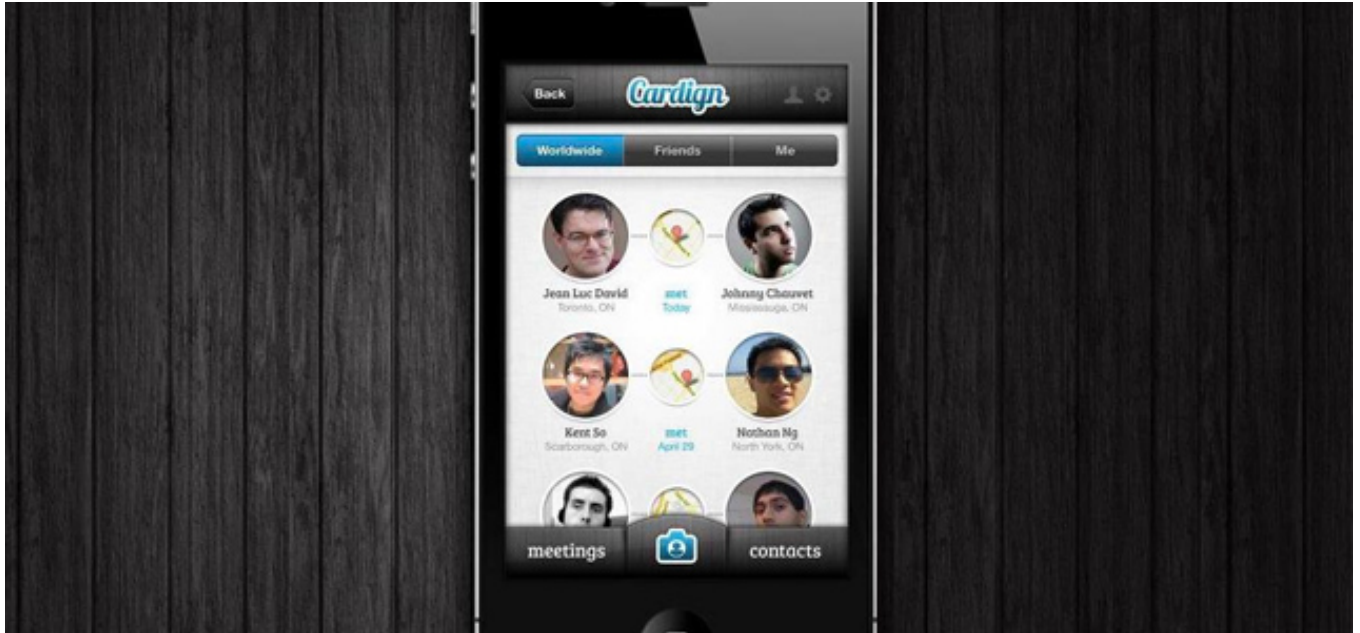 Back
Cardign
Worldwide Friends Me
Jean Luc David met Johnny Chauvet
Toronto, ON Today Mississauga, ON
Kent So met Nathan Ng
Scarborough, ON April 29 North York, ON
meetings contacts